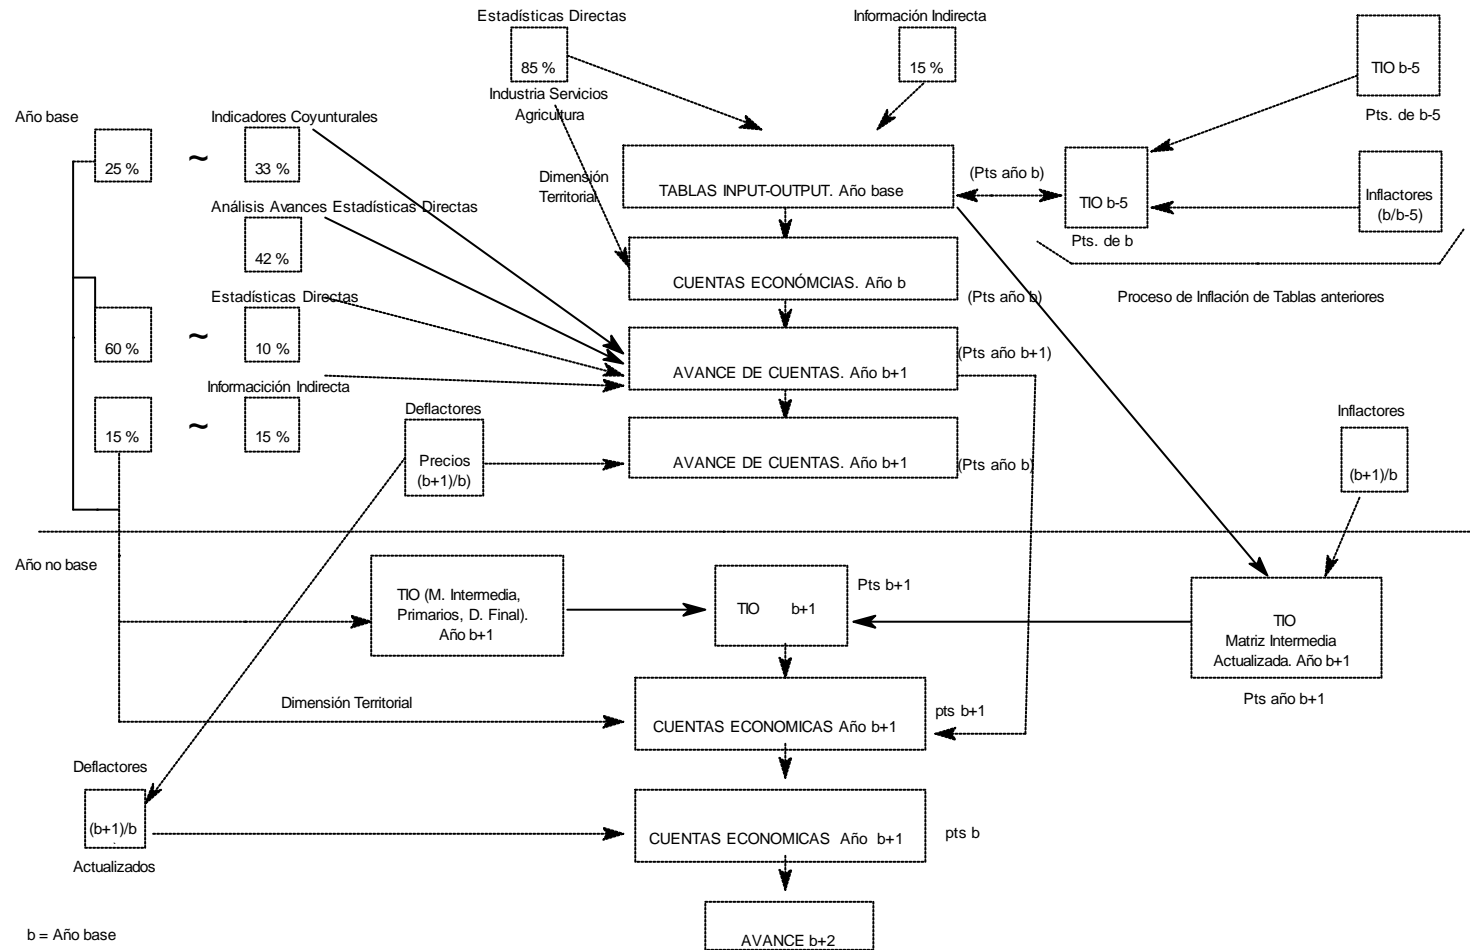 Estadísticas Directas
85 %
Industria Servicios
Agricultura
Información Indirecta
15 %
TIO b-5
Pts. de b-5
Año base
25 %
~
Indicadores Coyunturales
33 %
Dimensión
Territorial
TABLAS INPUT-OUTPUT. Año base
(Pts año b)
TIO b-5
Pts. de b
Inflactores
(b/b-5)
Análisis Avances Estadísticas Directas
42 %
CUENTAS ECONÓMCIAS. Año b
(Pts año b)
Proceso de Inflación de Tablas anteriores
Estadísticas Directas
60 %
~
10 %
AVANCE DE CUENTAS. Año b+1
(Pts año b+1)
Informacición Indirecta
15 %
~
15 %
Deflactores
Precios
(b+1)/b)
AVANCE DE CUENTAS. Año b+1
(Pts año b)
Inflactores
(b+1)/b
Año no base
TIO (M. Intermedia,
Primarios, D. Final).
Año b+1
TIO b+1
Pts b+1
TIO
Matriz Intermedia
Actualizada. Año b+1
Pts año b+1
Dimensión Territorial
CUENTAS ECONOMICAS Año b+1
pts b+1
Deflactores
(b+1)/b
Actualizados
CUENTAS ECONOMICAS Año b+1
pts b
AVANCE b+2
b = Año base